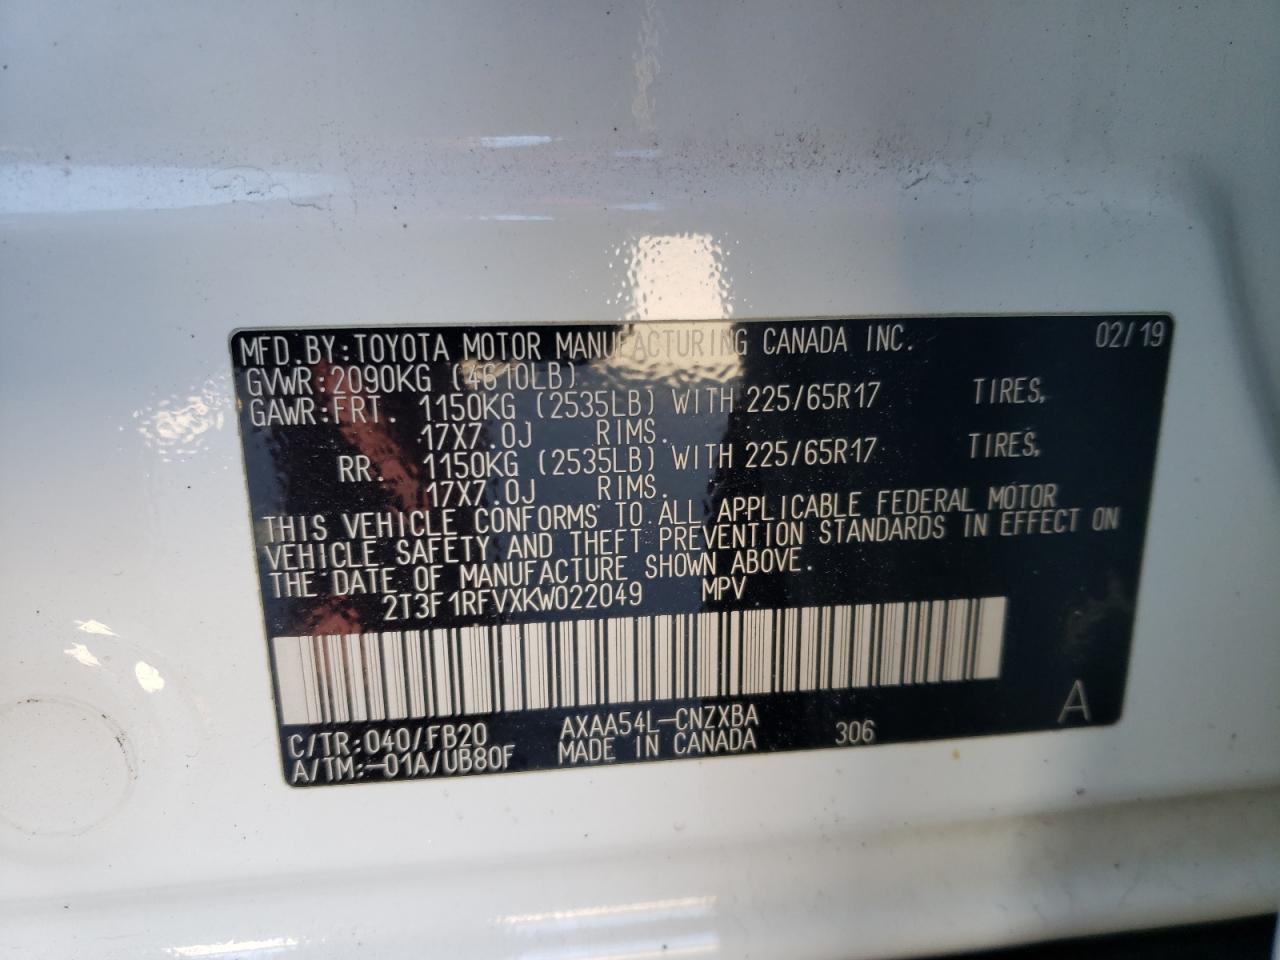 MFD.BY:TOYOTA MOTOR MANUFACTURING CANADA INC. 02/19
GVWR:2090KG (4610LB)
GAWR:FRT. 1150KG (2535LB) WITH 225/65R17 TIRES,
17X7.0J RIMS.
RR. 1150KG (2535LB) WITH 225/65R17 TIRES,
17X7.0J RIMS.
THIS VEHICLE CONFORMS TO ALL APPLICABLE FEDERAL MOTOR
VEHICLE SAFETY AND THEFT PREVENTION STANDARDS IN EFFECT ON
THE DATE OF MANUFACTURE SHOWN ABOVE.
2T3F1RFVXKW022049 MPV
C/TR:040/FB20 AXAA54L-CNZXBA 306 A
A/TM:-01A/UB80F MADE IN CANADA